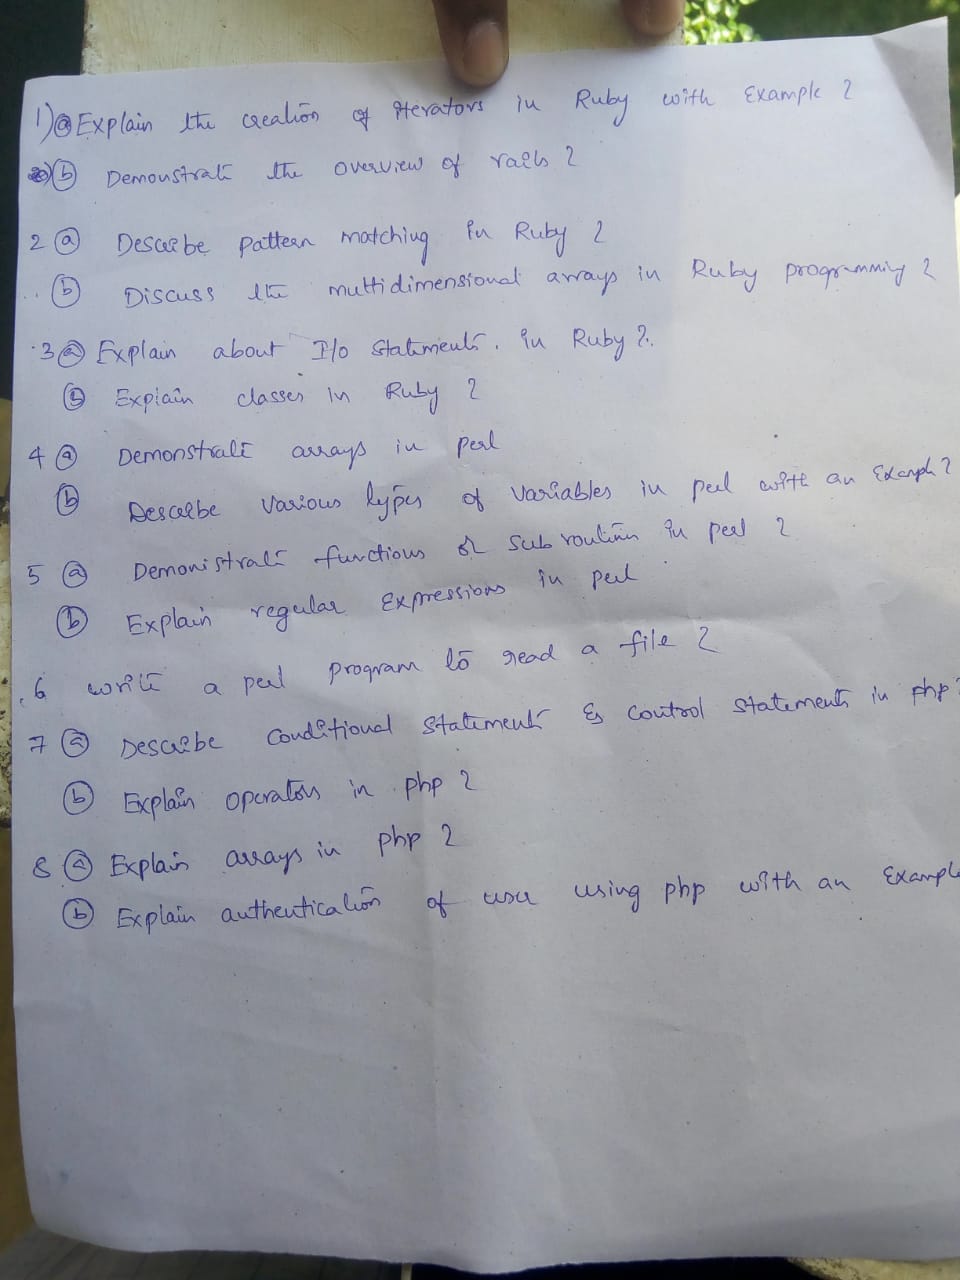 1) a Explain the creation of iterators in Ruby with Example ?
b Demonstrate the overview of rails ?
2 a Describe pattern matching in Ruby ?
b Discuss the multidimensional arrays in Ruby programming ?
3 a Explain about I/o statements. in Ruby ?.
b Explain classes in Ruby ?
4 a Demonstrate arrays in perl
b Describe various types of variables in perl with an Example ?
5 a Demonistrate functions or subroutine in perl ?
b Explain regular Expressions in perl
6 write a perl program to read a file ?
7 a Describe conditional statements & control statements in php ?
b Explain operators in php ?
8 a Explain arrays in php ?
b Explain authentication of user using php with an Example